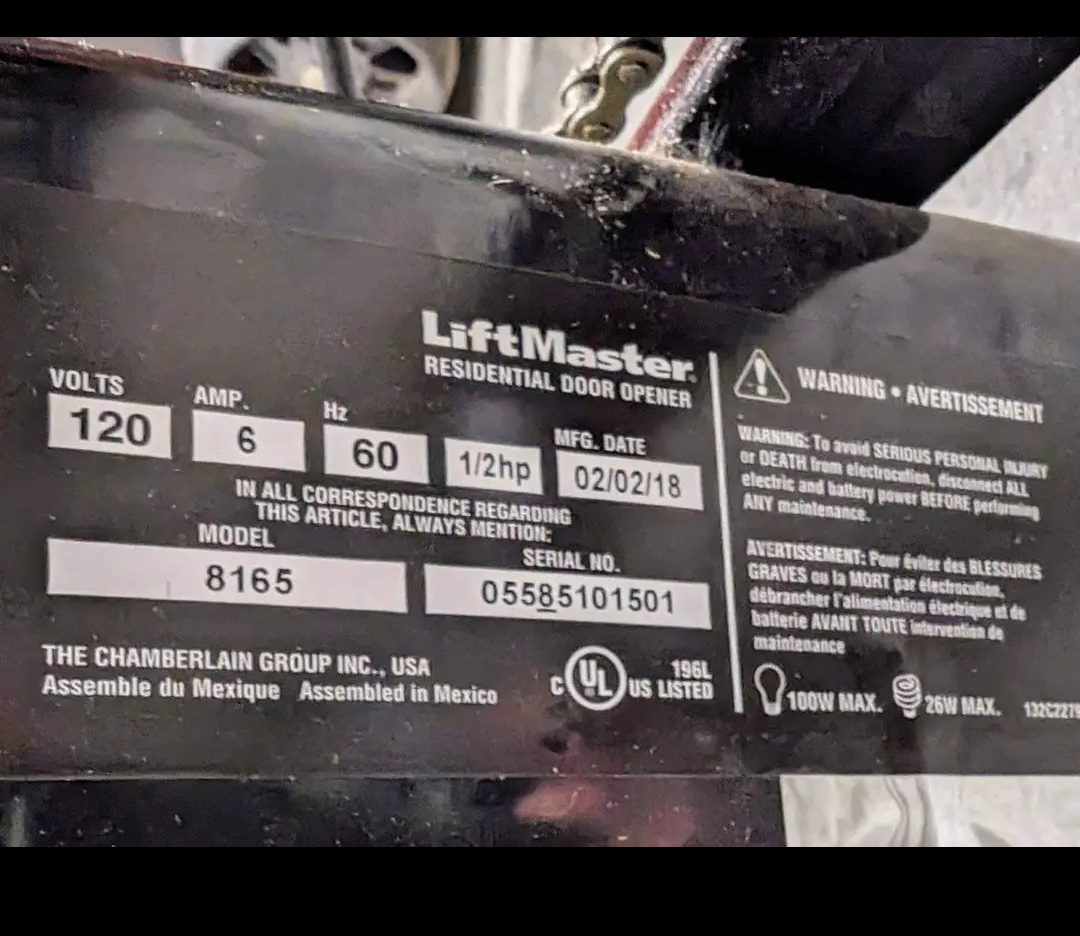 LiftMaster
RESIDENTIAL DOOR OPENER
VOLTS AMP. Hz MFG. DATE
120 6 60 1/2hp 02/02/18
IN ALL CORRESPONDENCE REGARDING
THIS ARTICLE, ALWAYS MENTION:
MODEL SERIAL NO.
8165 05585101501
THE CHAMBERLAIN GROUP INC., USA
Assemble du Mexique Assembled in Mexico
C UL US LISTED
196L
WARNING • AVERTISSEMENT
WARNING: To avoid SERIOUS PERSONAL INJURY
or DEATH from electrocution, disconnect ALL
electric and battery power BEFORE performing
ANY maintenance.
AVERTISSEMENT: Pour éviter des BLESSURES
GRAVES ou la MORT par électrocution,
débrancher l'alimentation électrique et de
batterie AVANT TOUTE intervention de
maintenance
100W MAX. 26W MAX. 132C2279